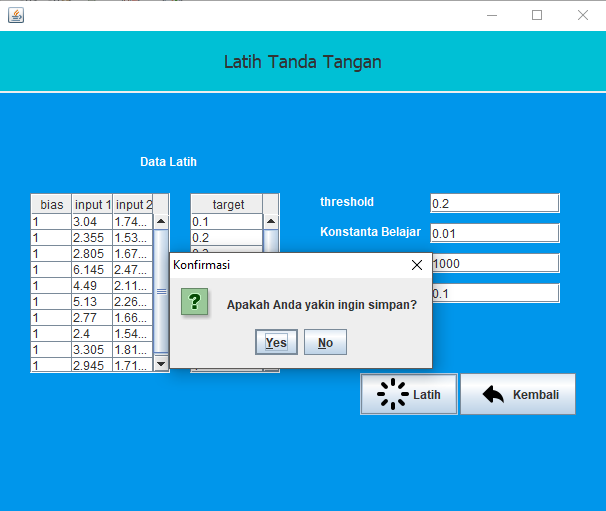 Latih Tanda Tangan
Data Latih
bias input 1 input 2
1 3.04 1.74...
1 2.355 1.53...
1 2.805 1.67...
1 6.145 2.47...
1 4.49 2.11...
1 5.13 2.26...
1 2.77 1.66...
1 2.4 1.54...
1 3.305 1.81...
1 2.945 1.71...
target
0.1
0.2
threshold 0.2
Konstanta Belajar 0.01
1000
0.1
Konfirmasi
Apakah Anda yakin ingin simpan?
Yes No
Latih Kembali